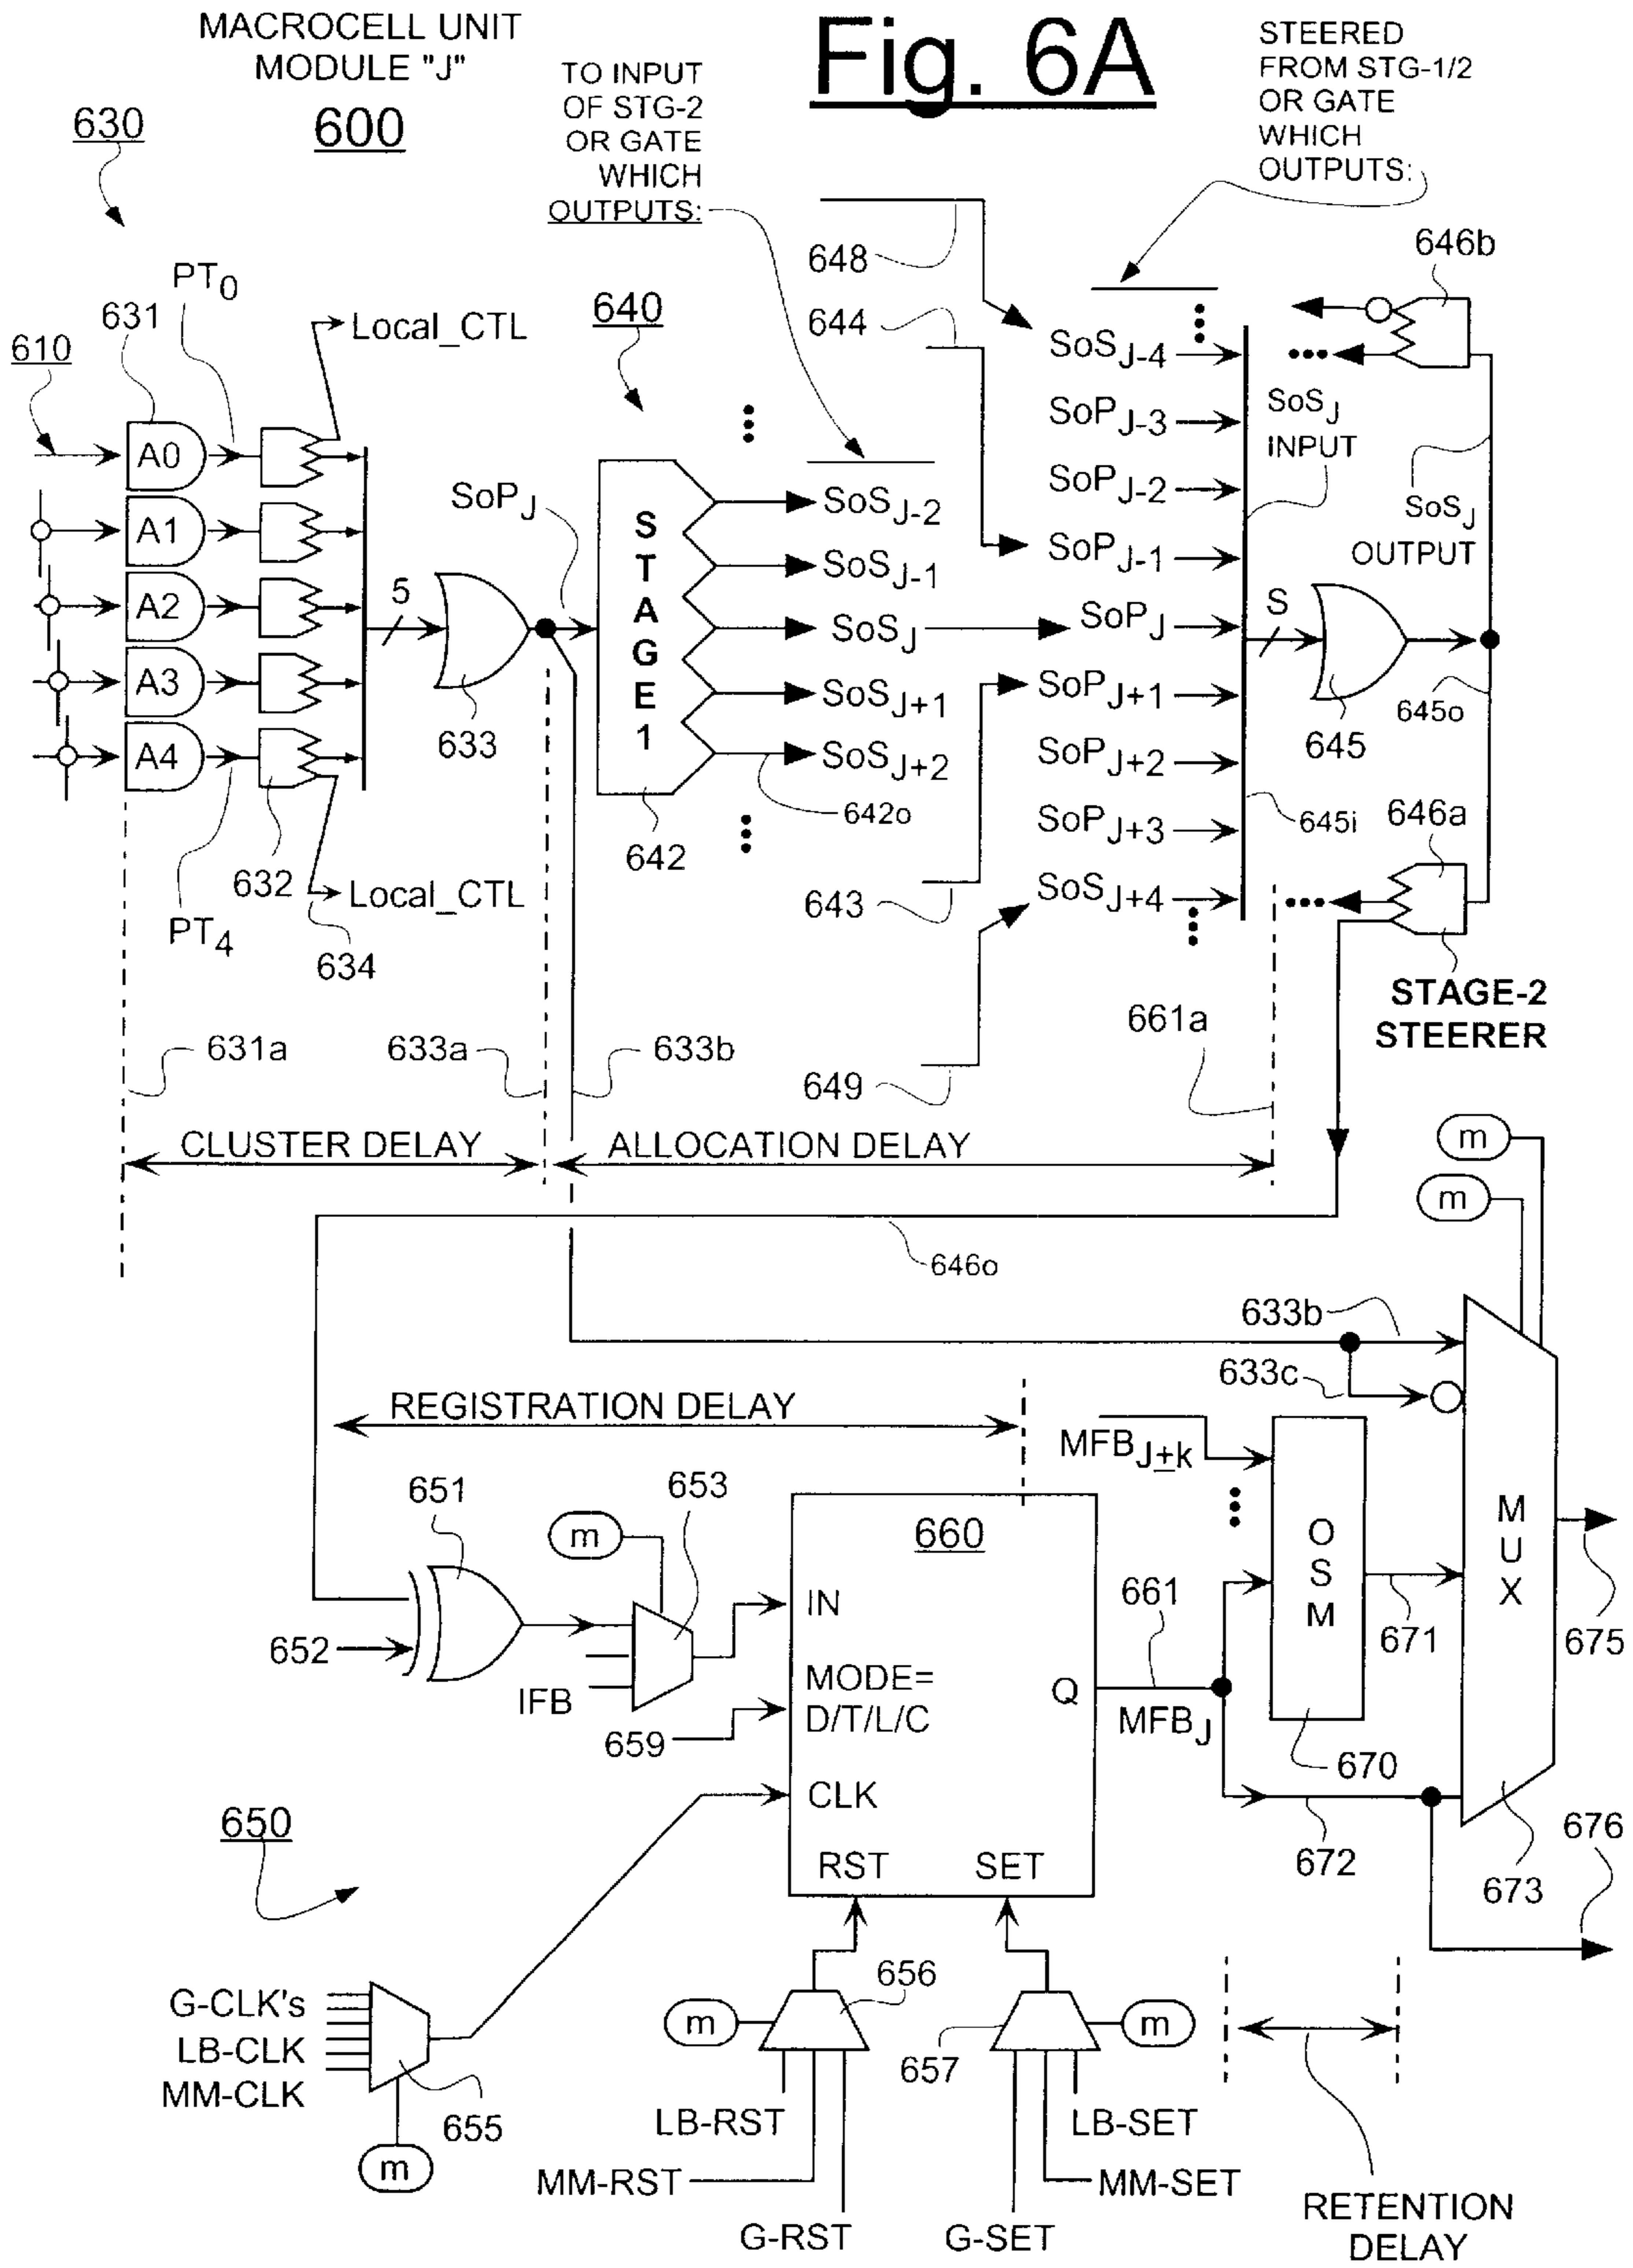 MACROCELL UNIT
MODULE "J"
600
Fig. 6A
TO INPUT
OF STG-2
OR GATE
WHICH
OUTPUTS:
STEERED
FROM STG-1/2
OR GATE
WHICH
OUTPUTS:
630
610
631
PT0
Local_CTL
A0
A1
A2
A3
A4
5
633
632
PT4
Local_CTL
634
SoPJ
640
STAGE 1
642
SoSJ-2
SoSJ-1
SoSJ
SoSJ+1
SoSJ+2
642o
648
644
643
649
SoSJ-4
SoPJ-3
SoPJ-2
SoPJ-1
SoPJ
SoPJ+1
SoPJ+2
SoPJ+3
SoSJ+4
646b
SoSJ
INPUT
SoSJ
OUTPUT
S
645
645o
645i
646a
STAGE-2
STEERER
661a
631a
633a
633b
CLUSTER DELAY
ALLOCATION DELAY
m
m
646o
633b
633c
REGISTRATION DELAY
MFBJ±k
651
653
m
652
IFB
659
660
IN
MODE=
D/T/L/C
CLK
RST
SET
Q
661
MFBJ
OSM
670
671
672
MUX
673
675
676
650
G-CLK's
LB-CLK
MM-CLK
655
m
656
m
657
m
LB-RST
MM-RST
G-RST
LB-SET
MM-SET
G-SET
RETENTION
DELAY